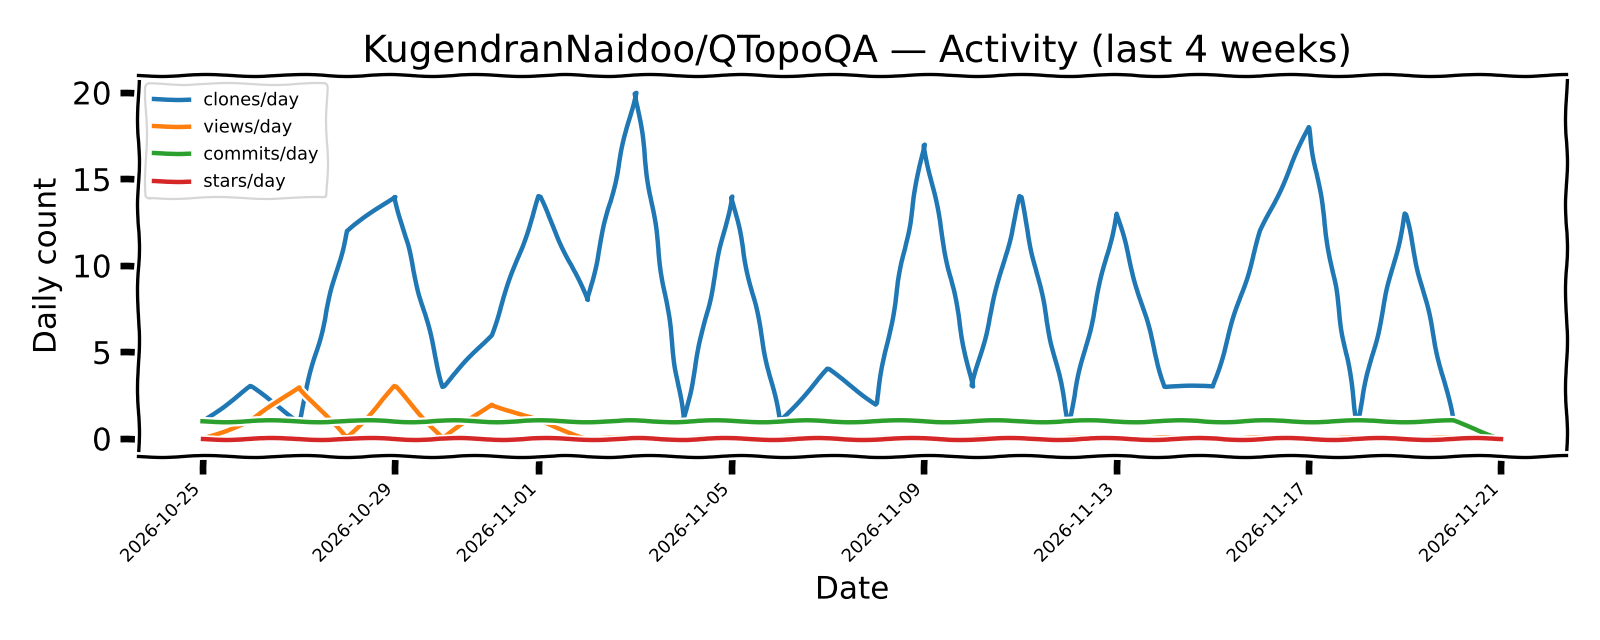 KugendranNaidoo/QTopoQA — Activity (last 4 weeks)
clones/day
views/day
commits/day
stars/day
Daily count
20
15
10
5
0
2026-10-25
2026-10-29
2026-11-01
2026-11-05
2026-11-09
2026-11-13
2026-11-17
2026-11-21
Date